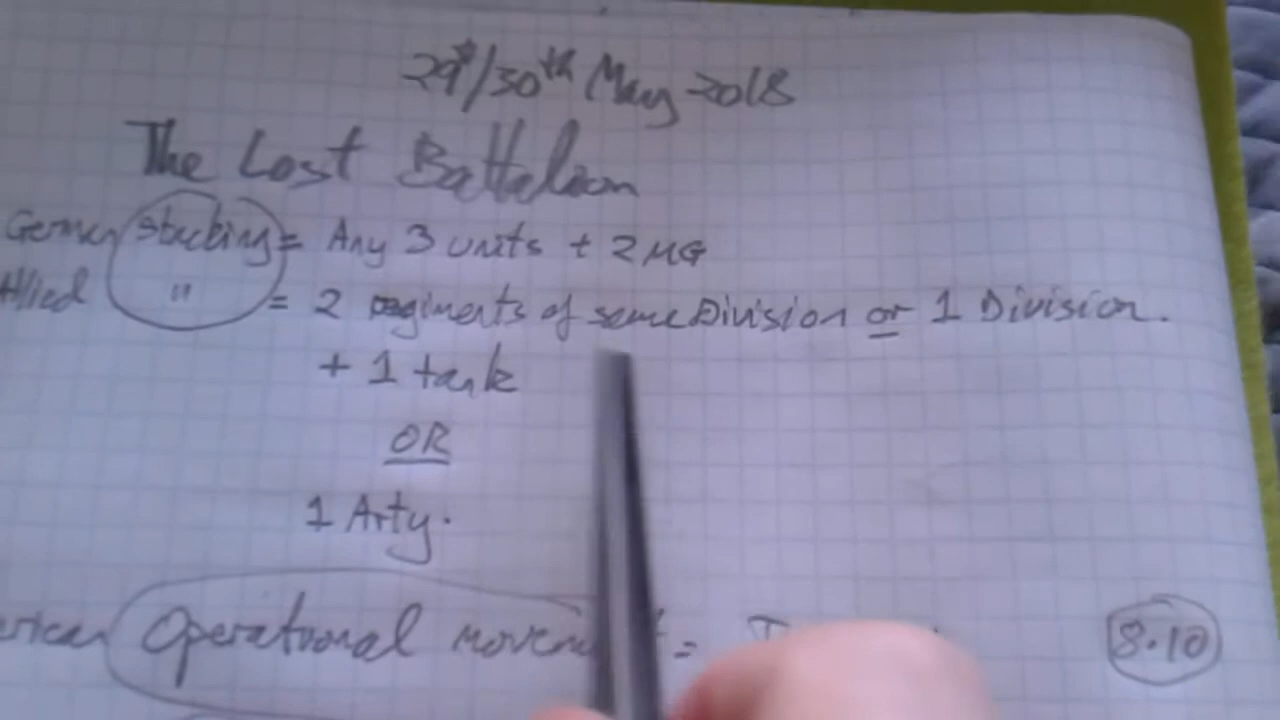 29th/30th May 2018
The Lost Battalion
German stacking = Any 3 units + 2 MG
Allied " = 2 regiments of same Division or 1 Division.
+ 1 tank
OR
1 Arty.
Operational = 8.10